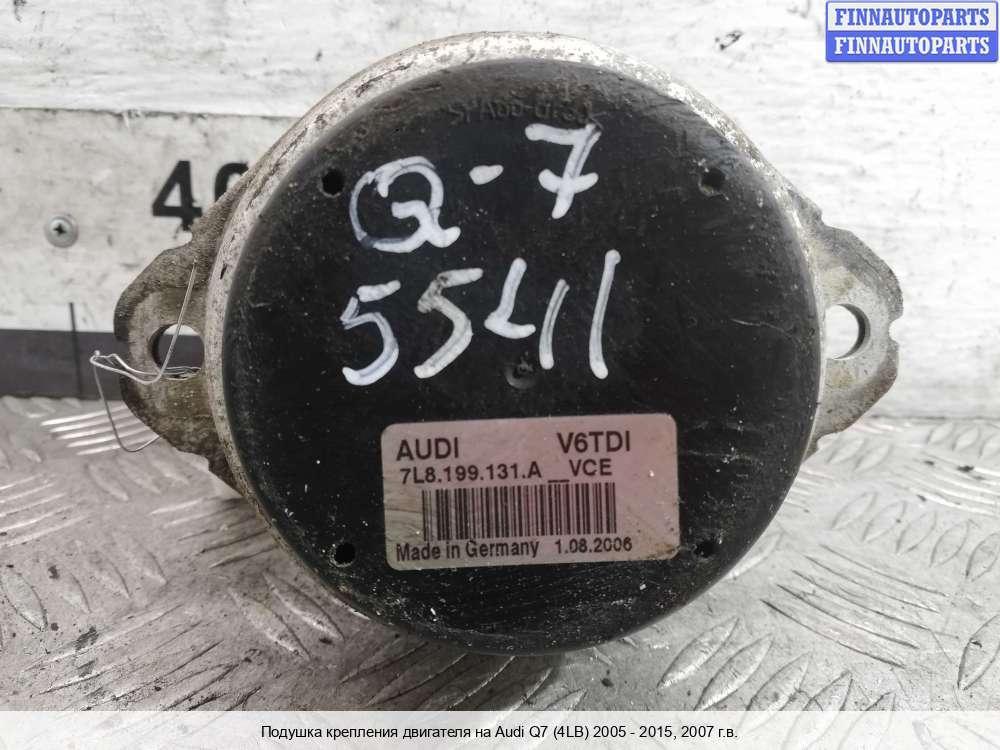 FINNAUTOPARTS
FINNAUTOPARTS
Q-7
5541
AUDI V6TDI
7L8.199.131.A __VCE
Made in Germany 1.08.2006
Подушка крепления двигателя на Audi Q7 (4LB) 2005 - 2015, 2007 г.в.